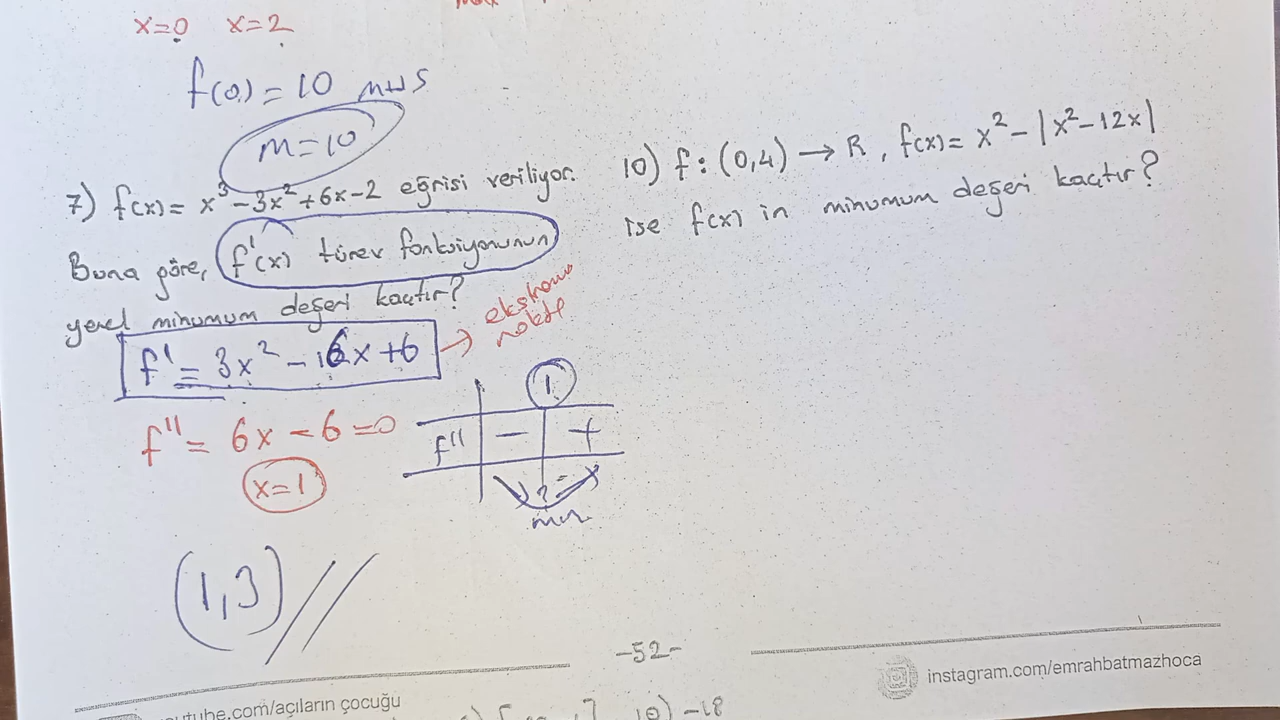 x=0 x=2
f(0)=10
m=10
7) f(x)= x³-3x²+6x-2 eğrisi veriliyor.
Buna göre, f'(x) türev fonksiyonunun
yerel minumum değeri kaçtır?
f' = 3x² - 6x +6
ekstremum
nokta
f'' = 6x - 6 =0
x=1
1
f'' - +
min
(1,3)
10) f: (0,4) → R, f(x)= x² - |x²-12x|
ise f(x) in minumum değeri kaçtır?
-52-
youtube.com/açıların çocuğu
instagram.com/emrahbatmazhoca
10) -18